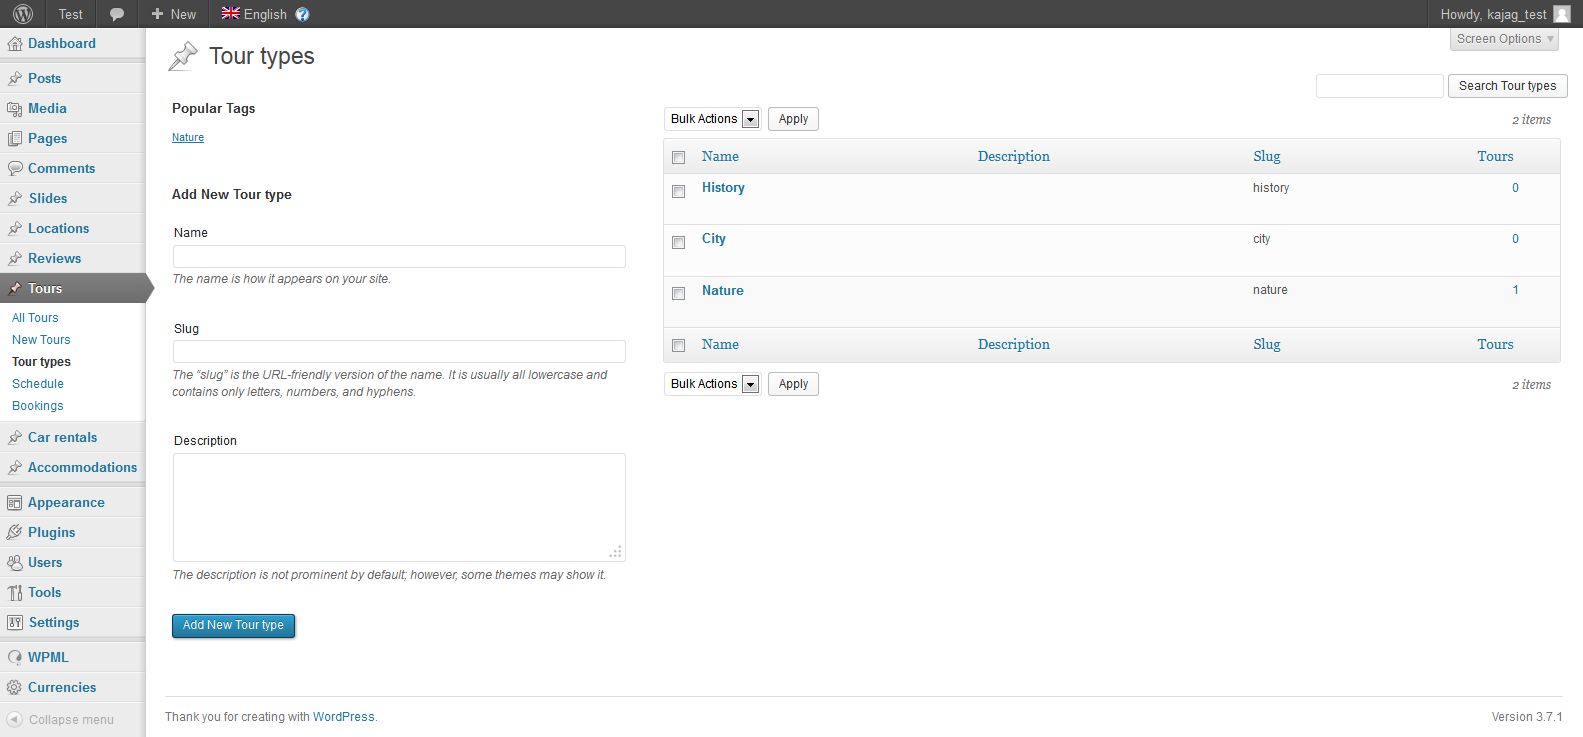 Test
New
English
Howdy, kajag_test
Dashboard
Posts
Media
Pages
Comments
Slides
Locations
Reviews
Tours
All Tours
New Tours
Tour types
Schedule
Bookings
Car rentals
Accommodations
Appearance
Plugins
Users
Tools
Settings
WPML
Currencies
Collapse menu
Screen Options
Tour types
Search Tour types
Popular Tags
Nature
Add New Tour type
Name
The name is how it appears on your site.
Slug
The “slug” is the URL-friendly version of the name. It is usually all lowercase and
contains only letters, numbers, and hyphens.
Description
The description is not prominent by default; however, some themes may show it.
Add New Tour type
Bulk Actions Apply 2 items
Name Description Slug Tours
History history 0
City city 0
Nature nature 1
Name Description Slug Tours
Bulk Actions Apply 2 items
Thank you for creating with WordPress.
Version 3.7.1